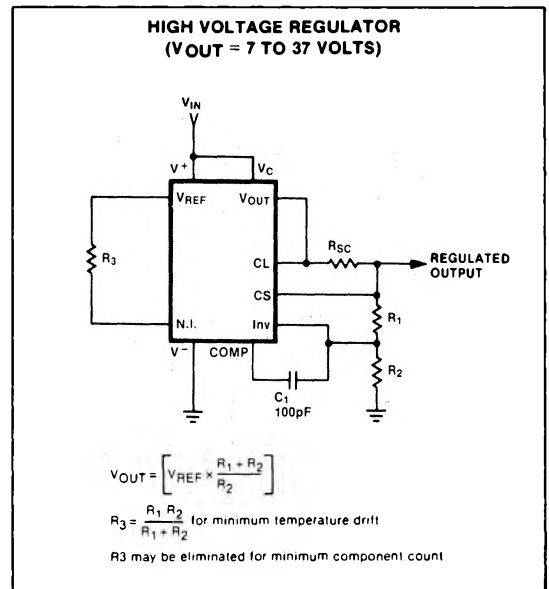 HIGH VOLTAGE REGULATOR
(VOUT = 7 TO 37 VOLTS)
VIN
V+
VC
VREF
VOUT
R3
RSC
CL
REGULATED
OUTPUT
CS
R1
N.I.
Inv
V−
COMP
R2
C1
100pF
VOUT = [VREF × R1 + R2 / R2]
R3 = R1 R2 / R1 + R2 for minimum temperature drift
R3 may be eliminated for minimum component count